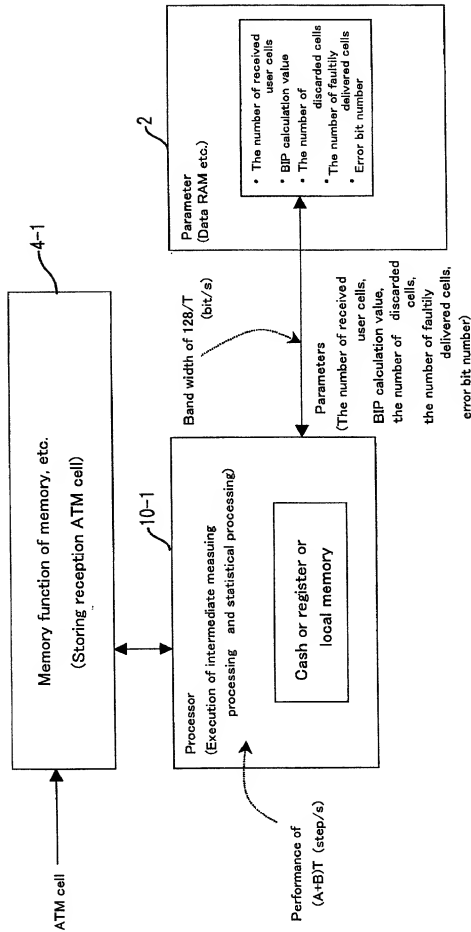 ATM cell
Memory function of memory, etc.
(Storing reception ATM cell)
4-1
Performance of
(A+B)T (step/s)
Processor
(Execution of intermediate measuing
processing and statistical processing)
10-1
Cash or register or
local memory
Band width of 128/T
(bit/s)
Parameters
(The number of received
user cells,
BIP calculation value,
the number of discarded
cells,
the number of faultily
delivered cells,
error bit number)
2
Parameter
(Data RAM etc.)
• The number of received
user cells
• BIP calculation value
• The number of
discarded cells
• The number of faultily
delivered cells
• Error bit number